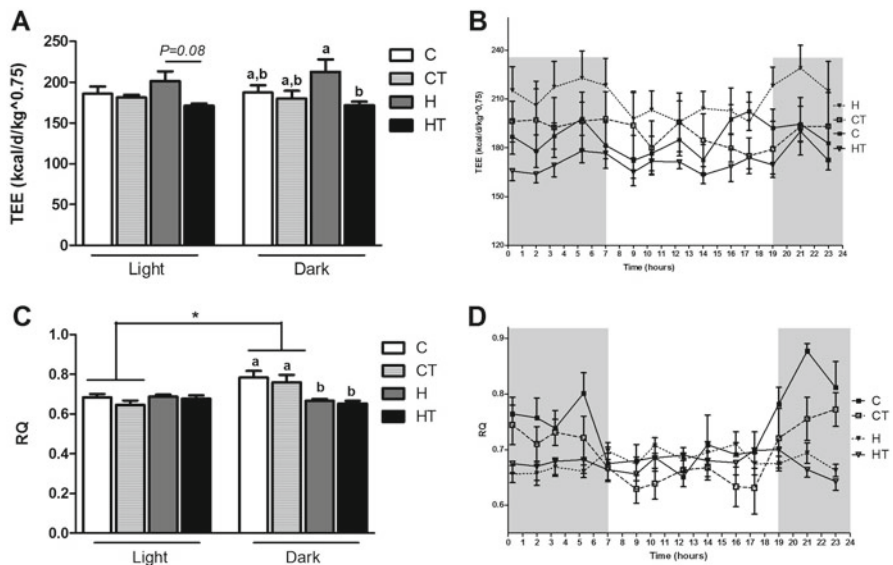 A
TEE (kcal/d/kg^0.75)
250
200
150
100
50
0
P=0.08
a,b
a,b
a
b
Light
Dark
C
CT
H
HT
B
TEE (kcal/d/kg^0,75)
240
210
180
150
120
0 1 2 3 4 5 6 7 8 9 10 11 12 13 14 15 16 17 18 19 20 21 22 23 24
Time (hours)
H
CT
C
HT
C
RQ
1.0
0.8
0.6
0.4
0.2
0.0
*
a
a
b
b
Light
Dark
C
CT
H
HT
D
RQ
0.9
0.8
0.7
0.6
0 1 2 3 4 5 6 7 8 9 10 11 12 13 14 15 16 17 18 19 20 21 22 23 24
Time (hours)
C
CT
H
HT